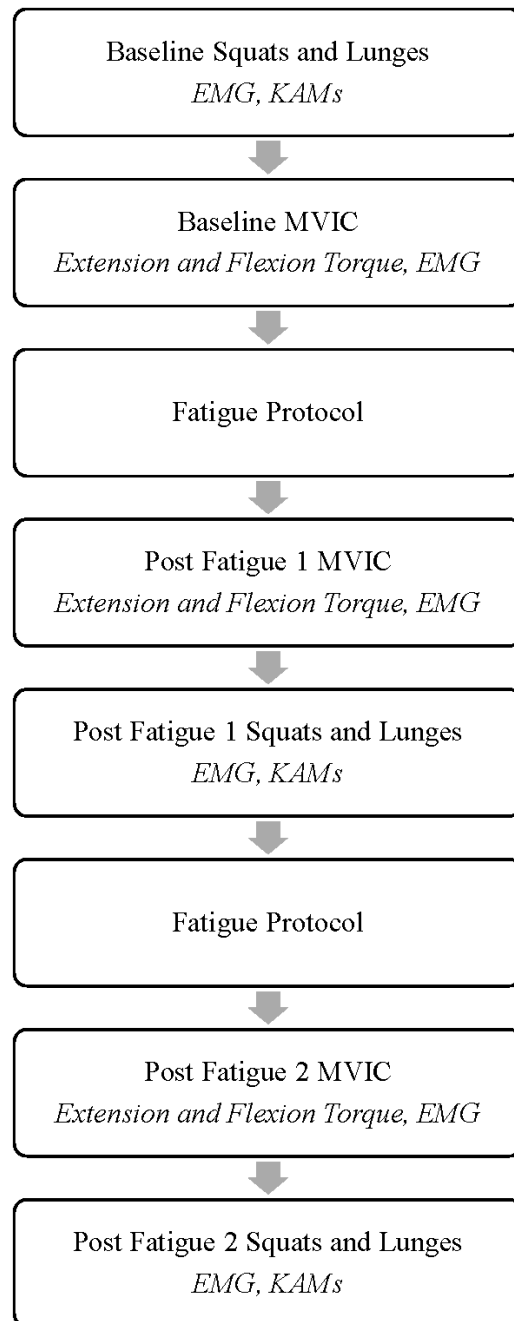 Baseline Squats and Lunges
EMG, KAMs
Baseline MVIC
Extension and Flexion Torque, EMG
Fatigue Protocol
Post Fatigue 1 MVIC
Extension and Flexion Torque, EMG
Post Fatigue 1 Squats and Lunges
EMG, KAMs
Fatigue Protocol
Post Fatigue 2 MVIC
Extension and Flexion Torque, EMG
Post Fatigue 2 Squats and Lunges
EMG, KAMs